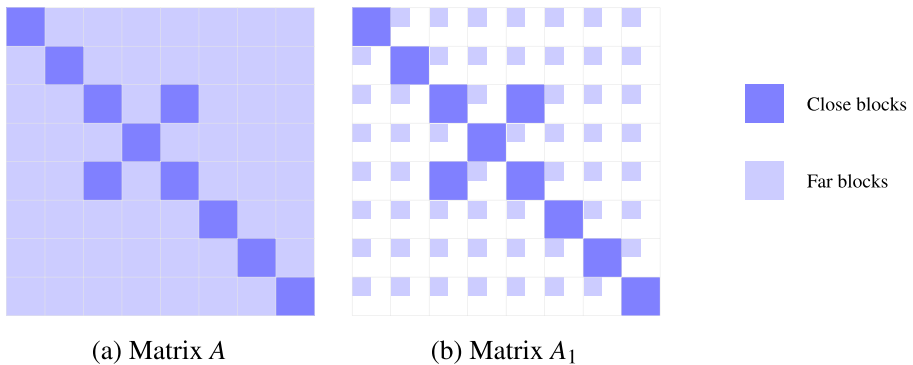 Close blocks
Far blocks
(a) Matrix A
(b) Matrix A₁